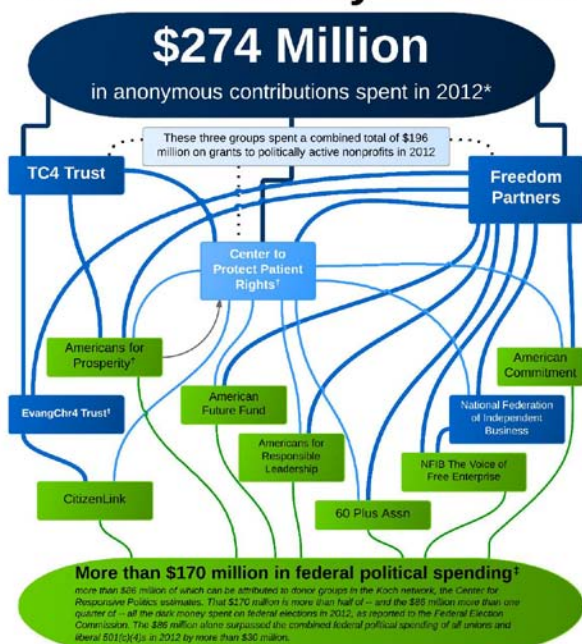 $274 Million
in anonymous contributions spent in 2012*
These three groups spent a combined total of $196
million on grants to politically active nonprofits in 2012
TC4 Trust
Freedom
Partners
Center to
Protect Patient
Rights†
Americans for
Prosperity†
American
Commitment
EvangChr4 Trust†
American
Future Fund
National Federation
of Independent
Business
Americans for
Responsible
Leadership
NFIB The Voice of
Free Enterprise
CitizenLink
60 Plus Assn
More than $170 million in federal political spending‡
more than $86 million of which can be attributed to donor groups in the Koch network, the Center for
Responsive Politics estimates. That $170 million is more than half of -- and the $86 million more than one
quarter of -- all the dark money spent on federal elections in 2012, as reported to the Federal Election
Commission. The $86 million alone surpassed the combined federal political spending of all unions and
liberal 501(c)(4)s in 2012 by more than $30 million.